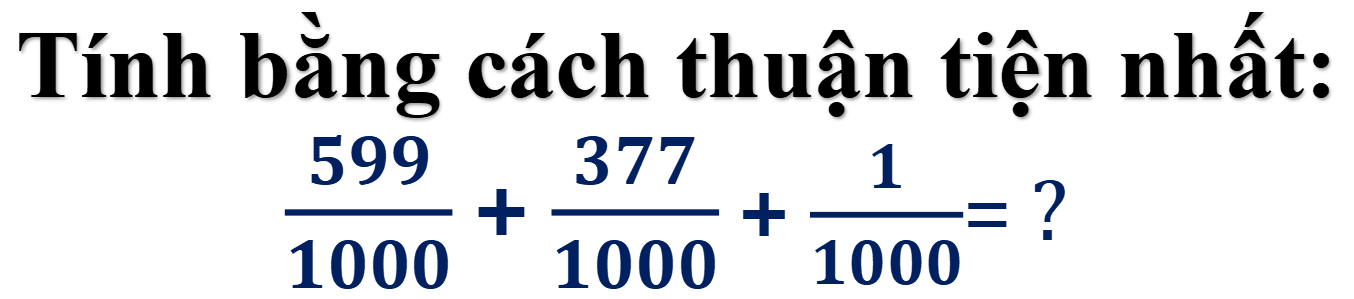 Tính bằng cách thuận tiện nhất:
599/1000 + 377/1000 + 1/1000 = ?